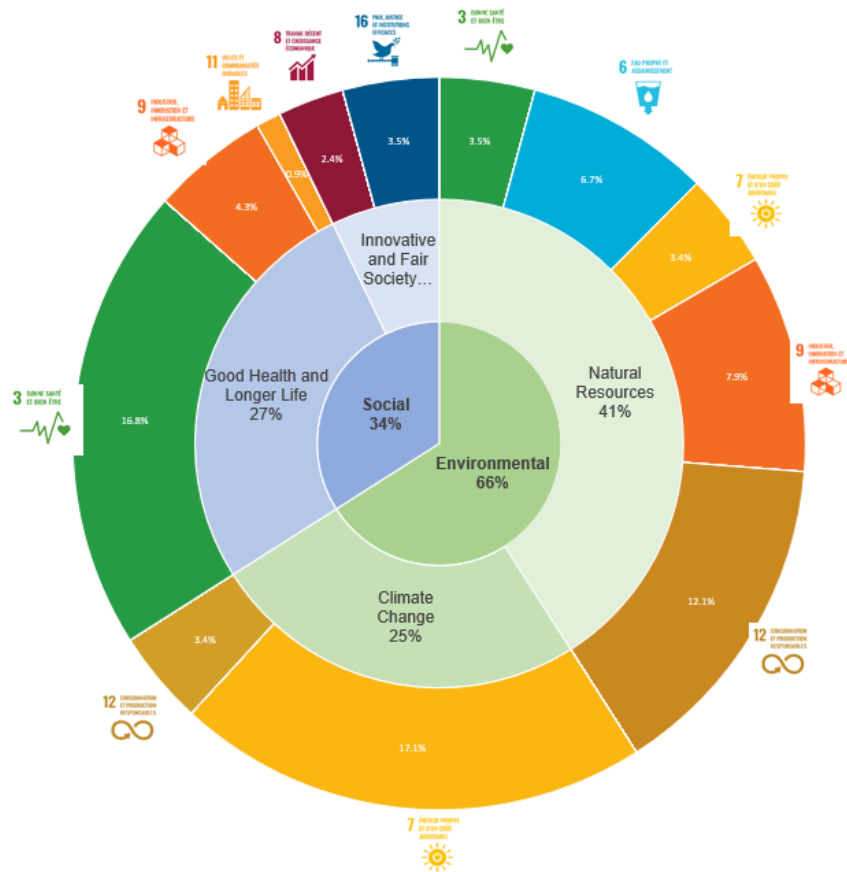 16 PAIX, JUSTICE
ET INSTITUTIONS
EFFICACES
3 BONNE SANTÉ
ET BIEN-ÊTRE
8 TRAVAIL DÉCENT
ET CROISSANCE
ÉCONOMIQUE
11 VILLES ET
COMMUNAUTÉS
DURABLES
6 EAU PROPRE ET
ASSAINISSEMENT
9 INDUSTRIE,
INNOVATION ET
INFRASTRUCTURE
7 ÉNERGIE PROPRE
ET D'UN COÛT
ABORDABLE
3.5%
3.5%
2.4%
0.9%
6.7%
4.3%
3.4%
Innovative
and Fair
Society...
9 INDUSTRIE,
INNOVATION ET
INFRASTRUCTURE
7.9%
Natural
Resources
41%
Good Health and
Longer Life
27%
3 BONNE SANTÉ
ET BIEN-ÊTRE
16.8%
Social
34%
Environmental
66%
12.1%
Climate
Change
25%
3.4%
12 CONSOMMATION
ET PRODUCTION
RESPONSABLES
12 CONSOMMATION
ET PRODUCTION
RESPONSABLES
17.1%
7 ÉNERGIE PROPRE
ET D'UN COÛT
ABORDABLE